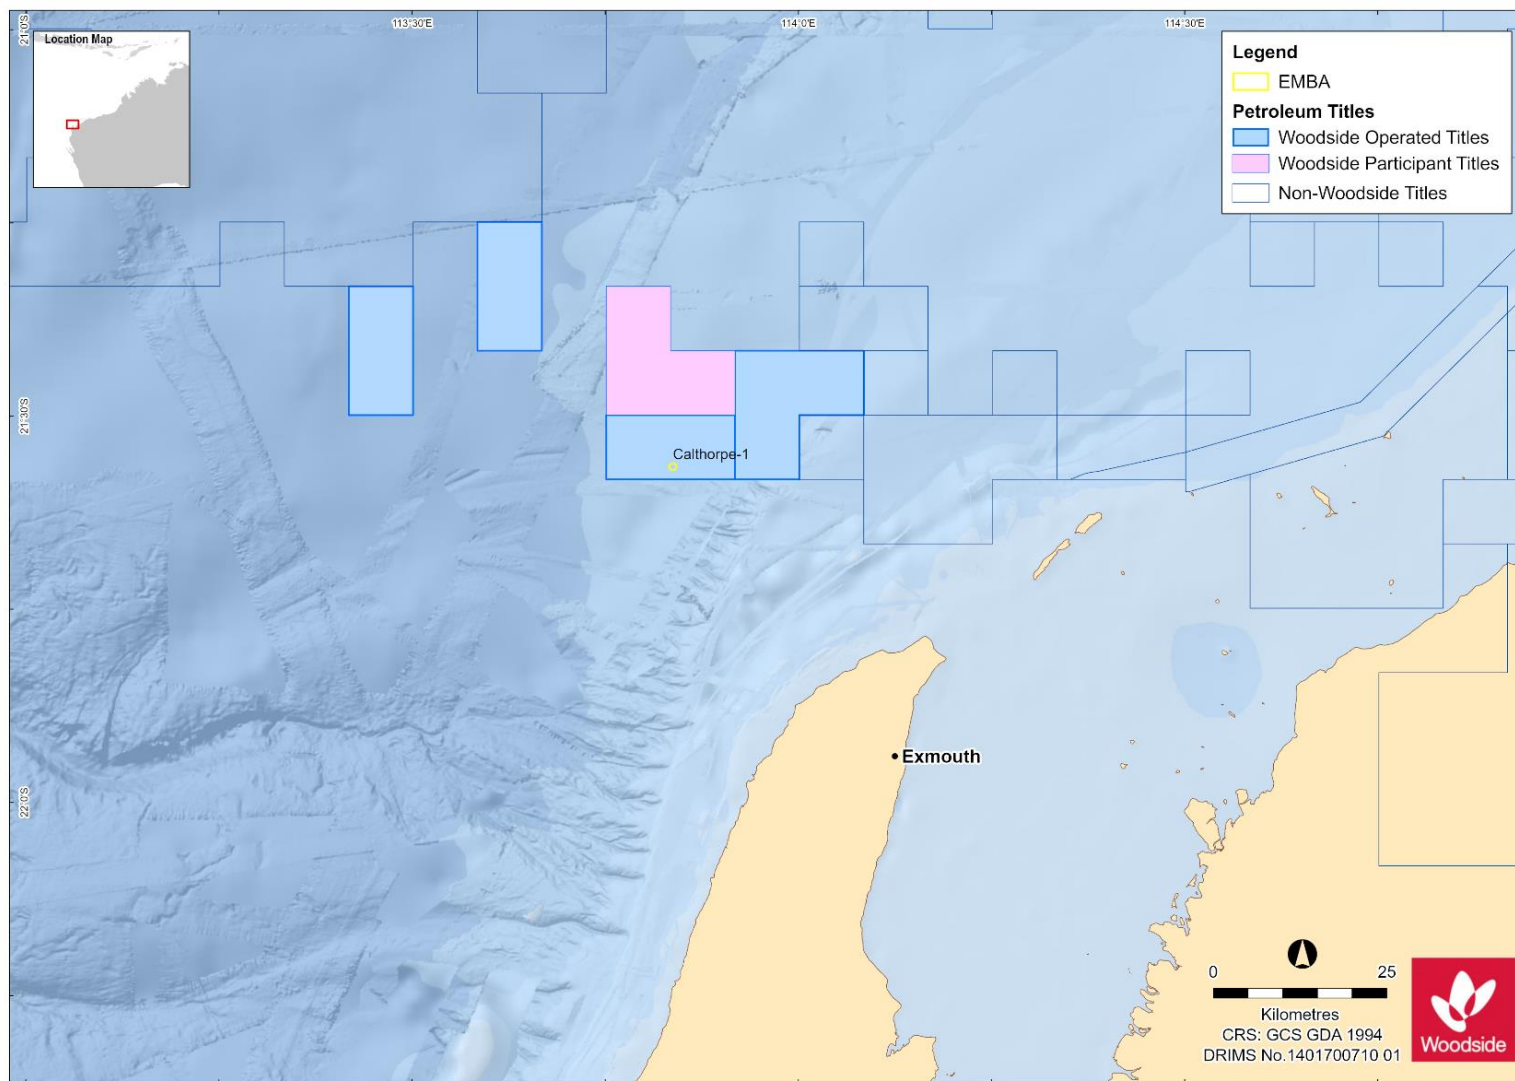 113°30'E
114°0'E
114°30'E
21°0'S
Location Map
Legend
EMBA
Petroleum Titles
Woodside Operated Titles
Woodside Participant Titles
Non-Woodside Titles
21°30'S
Calthorpe-1
Exmouth
22°0'S
0 25
Kilometres
CRS: GCS GDA 1994
DRIMS No.1401700710 01
Woodside